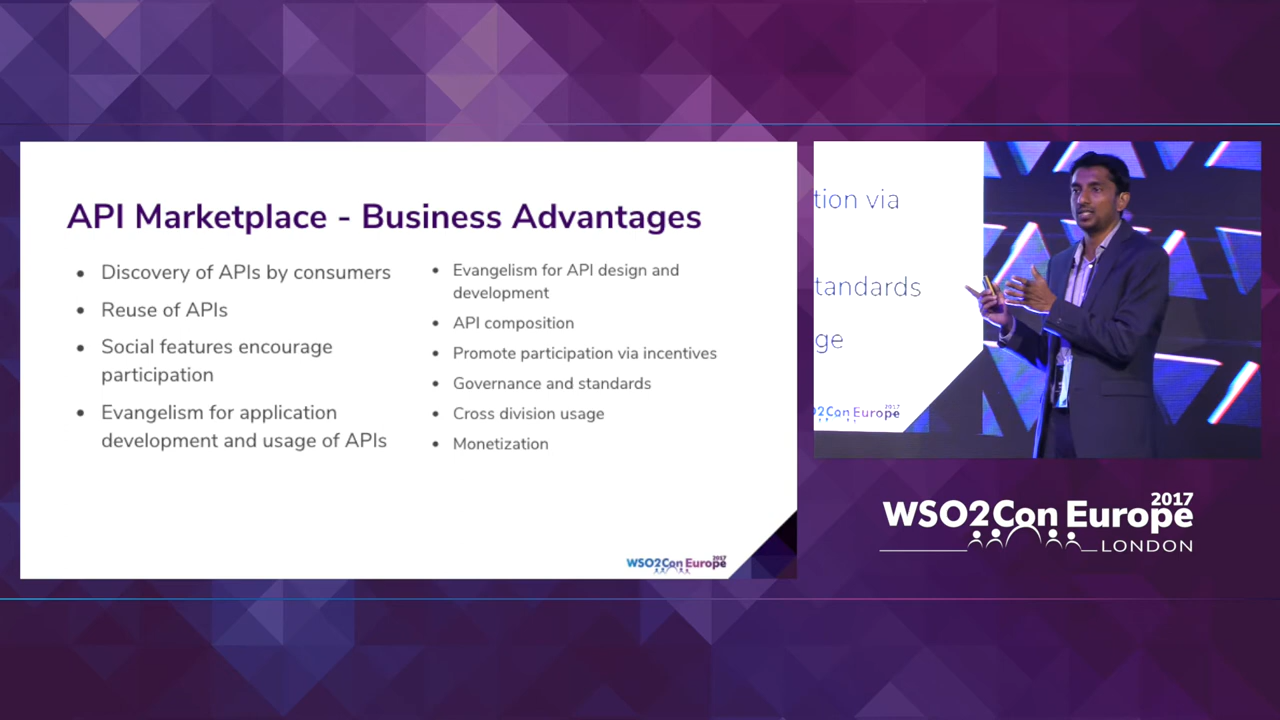 API Marketplace - Business Advantages
• Discovery of APIs by consumers
• Reuse of APIs
• Social features encourage
participation
• Evangelism for application
development and usage of APIs
• Evangelism for API design and
development
• API composition
• Promote participation via incentives
• Governance and standards
• Cross division usage
• Monetization
WSO2Con Europe 2017
tion via
tandards
ge
O2Con Europe 2017
WSO2Con Europe 2017
LONDON